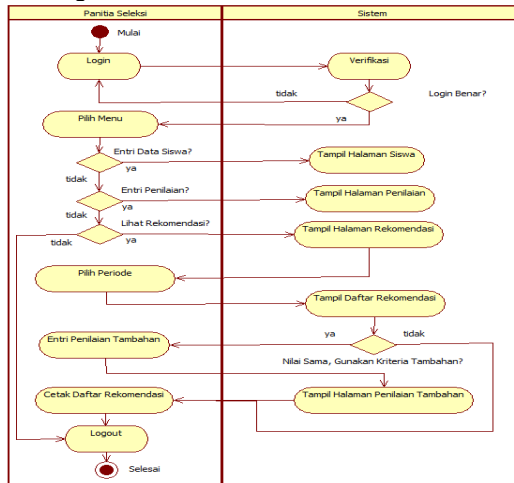 Panitia Seleksi
Sistem
Mulai
Login
Verifikasi
tidak
Login Benar?
Pilih Menu
ya
Entri Data Siswa?
Tampil Halaman Siswa
tidak
ya
Entri Penilaian?
Tampil Halaman Penilaian
tidak
ya
Lihat Rekomendasi?
Tampil Halaman Rekomendasi
tidak
ya
Pilih Periode
Tampil Daftar Rekomendasi
ya
tidak
Entri Penilaian Tambahan
Nilai Sama, Gunakan Kriteria Tambahan?
Cetak Daftar Rekomendasi
Tampil Halaman Penilaian Tambahan
Logout
Selesai